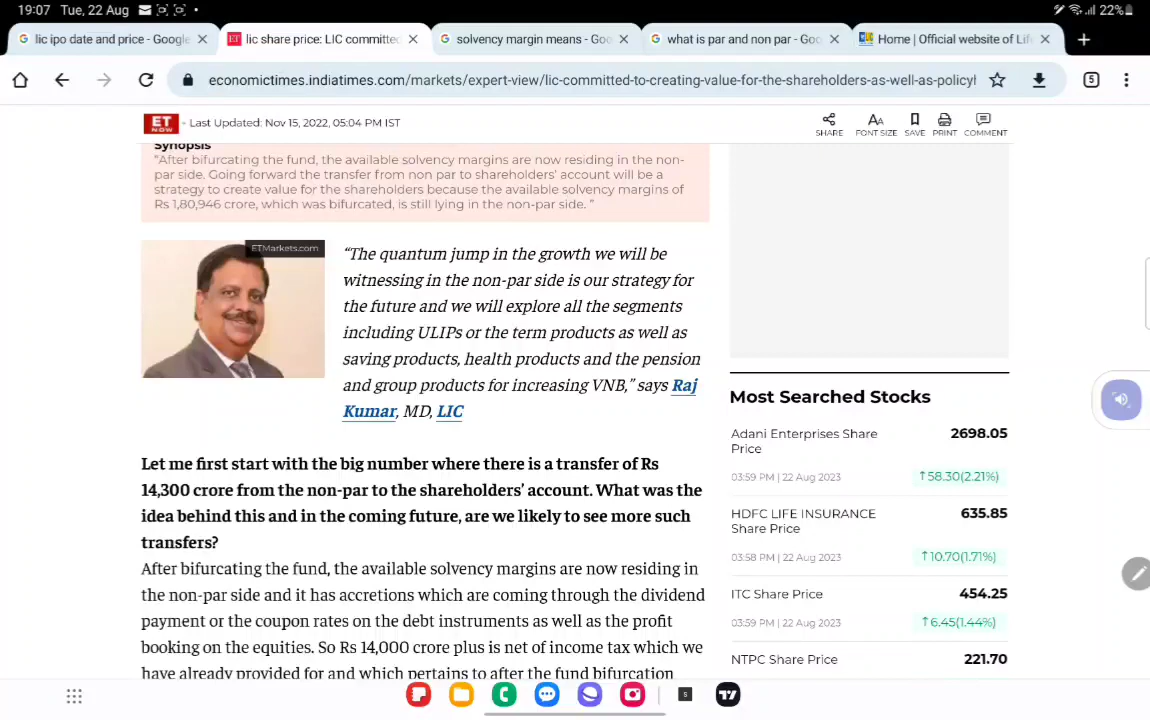 19:07 Tue, 22 Aug
22%
lic ipo date and price - Google
lic share price: LIC committed
solvency margin means - Goo
what is par and non par - Goo
Home | Official website of Life
economictimes.indiatimes.com/markets/expert-view/lic-committed-to-creating-value-for-the-shareholders-as-well-as-policyl
5
ET NOW
- Last Updated: Nov 15, 2022, 05:04 PM IST
SHARE
FONT SIZE
SAVE
PRINT
COMMENT
Synopsis
"After bifurcating the fund, the available solvency margins are now residing in the non-
par side. Going forward the transfer from non par to shareholders' account will be a
strategy to create value for the shareholders because the available solvency margins of
Rs 1,80,946 crore, which was bifurcated, is still lying in the non-par side. "
ETMarkets.com
“The quantum jump in the growth we will be
witnessing in the non-par side is our strategy for
the future and we will explore all the segments
including ULIPs or the term products as well as
saving products, health products and the pension
and group products for increasing VNB,” says Raj
Kumar, MD, LIC
Let me first start with the big number where there is a transfer of Rs
14,300 crore from the non-par to the shareholders’ account. What was the
idea behind this and in the coming future, are we likely to see more such
transfers?
After bifurcating the fund, the available solvency margins are now residing in
the non-par side and it has accretions which are coming through the dividend
payment or the coupon rates on the debt instruments as well as the profit
booking on the equities. So Rs 14,000 crore plus is net of income tax which we
have already provided for and which pertains to after the fund bifurcation
Most Searched Stocks
Adani Enterprises Share
Price
2698.05
03:59 PM | 22 Aug 2023
↑58.30(2.21%)
HDFC LIFE INSURANCE
Share Price
635.85
03:58 PM | 22 Aug 2023
↑10.70(1.71%)
ITC Share Price
454.25
03:59 PM | 22 Aug 2023
↑6.45(1.44%)
NTPC Share Price
221.70